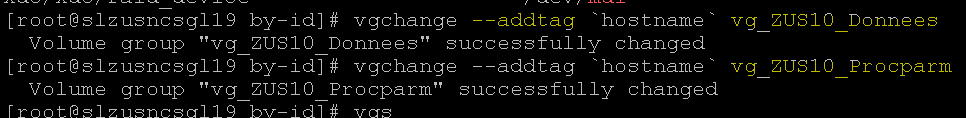 [root@slzusncsgl19 by-id]# vgchange --addtag `hostname` vg_ZUS10_Donnees
  Volume group "vg_ZUS10_Donnees" successfully changed
[root@slzusncsgl19 by-id]# vgchange --addtag `hostname` vg_ZUS10_Procparm
  Volume group "vg_ZUS10_Procparm" successfully changed
[root@slzusncsgl19 by-id]# vgs